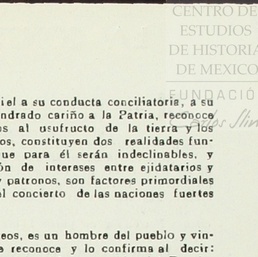 CENTRO DE
ESTUDIOS
DE HISTORIA
DE MEXICO
FUNDACIÓ
Carlos Slim
iel a su conducta conciliatoria, a su
ndrado cariño a la Patria, reconoce
os al usufructo de la tierra y los
os, constituyen dos realidades fun-
ue para él serán indeclinables, y
ón de intereses entre ejidatarios y
y patronos, son factores primordiales
al concierto de las naciones fuertes
eos, es un hombre del pueblo y vin-
e reconoce y lo confirma al decir: